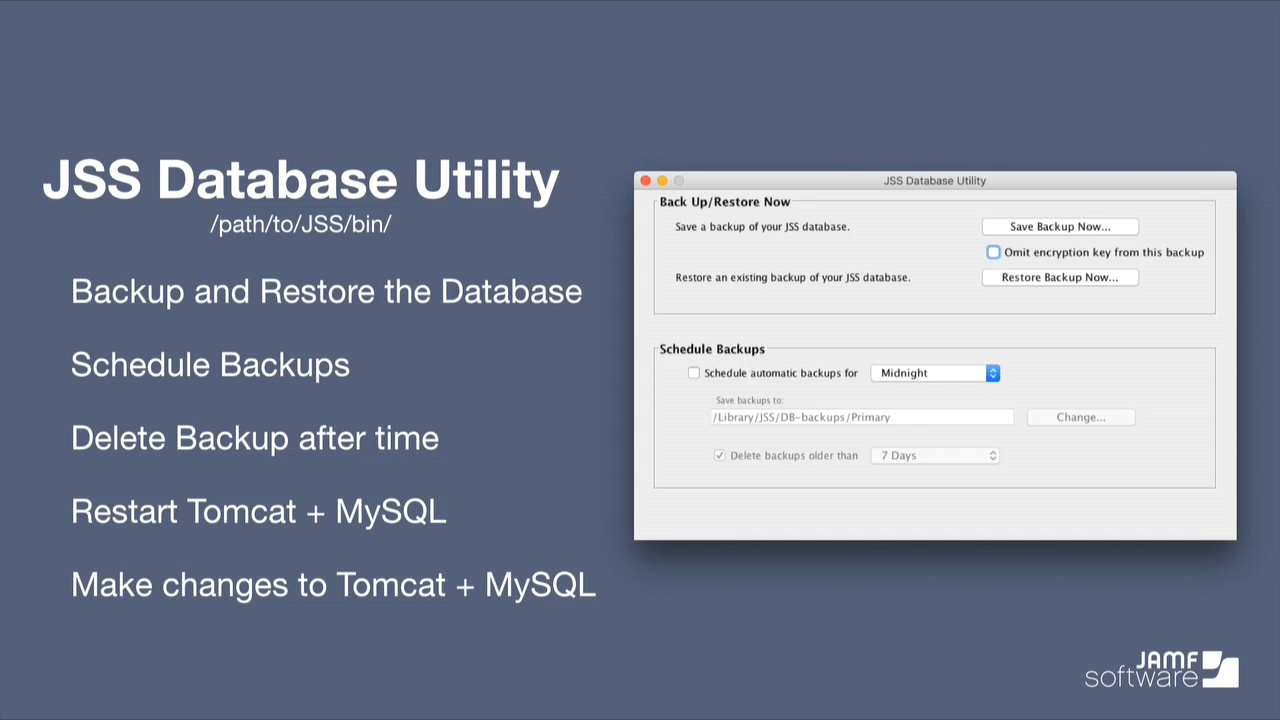 JSS Database Utility
/path/to/JSS/bin/
Backup and Restore the Database
Schedule Backups
Delete Backup after time
Restart Tomcat + MySQL
Make changes to Tomcat + MySQL
JSS Database Utility
Back Up/Restore Now
Save a backup of your JSS database.
Save Backup Now...
Omit encryption key from this backup
Restore an existing backup of your JSS database.
Restore Backup Now...
Schedule Backups
Schedule automatic backups for
Midnight
Save backups to:
/Library/JSS/DB-backups/Primary
Change...
Delete backups older than
7 Days
JAMF
software